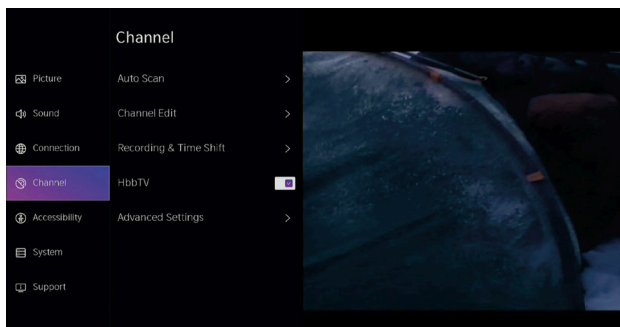 Channel
Picture
Auto Scan
Sound
Channel Edit
Connection
Recording & Time Shift
Channel
HbbTV
Accessibility
Advanced Settings
System
Support